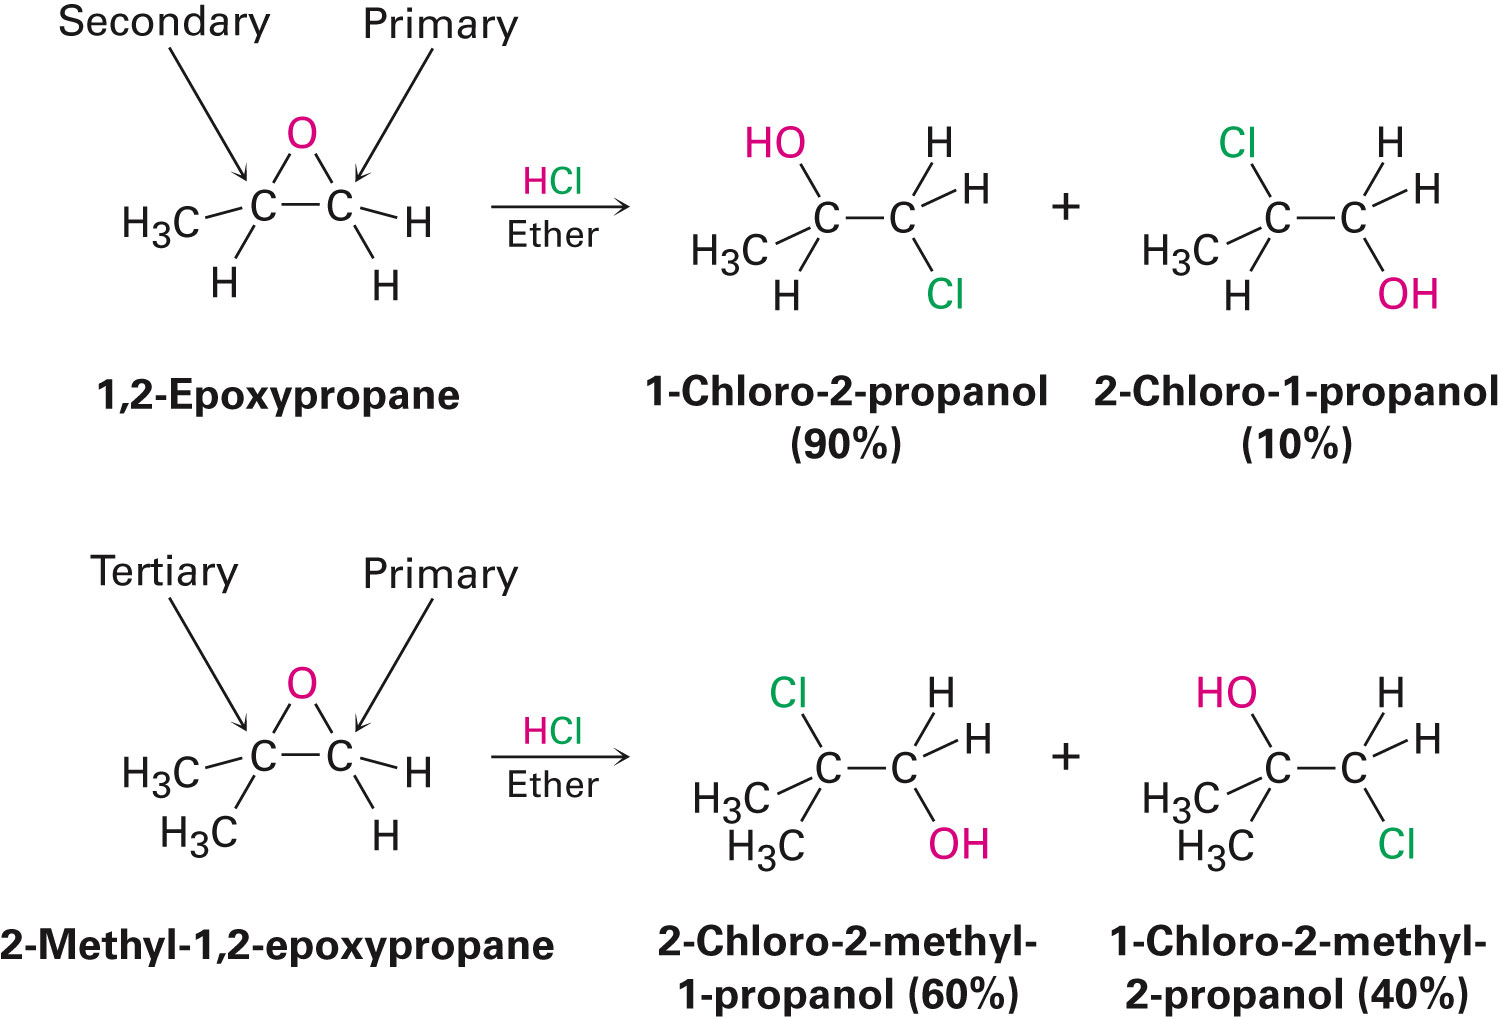 Secondary Primary
O
C C
H₃C H
H H
HCl
Ether
HO H
H
C C
H₃C
H Cl
+
Cl H
H
C C
H₃C
H OH
1,2-Epoxypropane
1-Chloro-2-propanol
(90%)
2-Chloro-1-propanol
(10%)
Tertiary Primary
O
C C
H₃C H
H₃C H
HCl
Ether
Cl H
H
C C
H₃C
H₃C OH
+
HO H
H
C C
H₃C
H₃C Cl
2-Methyl-1,2-epoxypropane
2-Chloro-2-methyl-
1-propanol (60%)
1-Chloro-2-methyl-
2-propanol (40%)